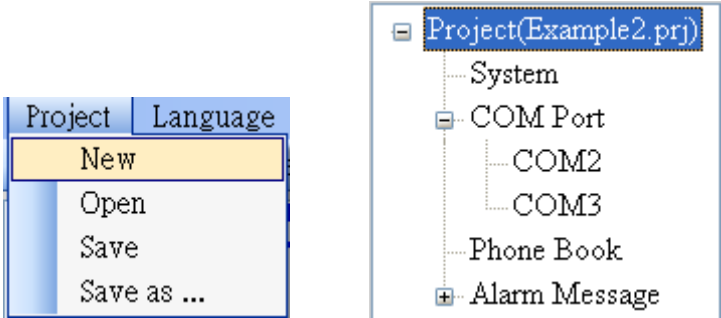 Project Language
New
Open
Save
Save as ...
Project(Example2.prj)
System
COM Port
COM2
COM3
Phone Book
Alarm Message